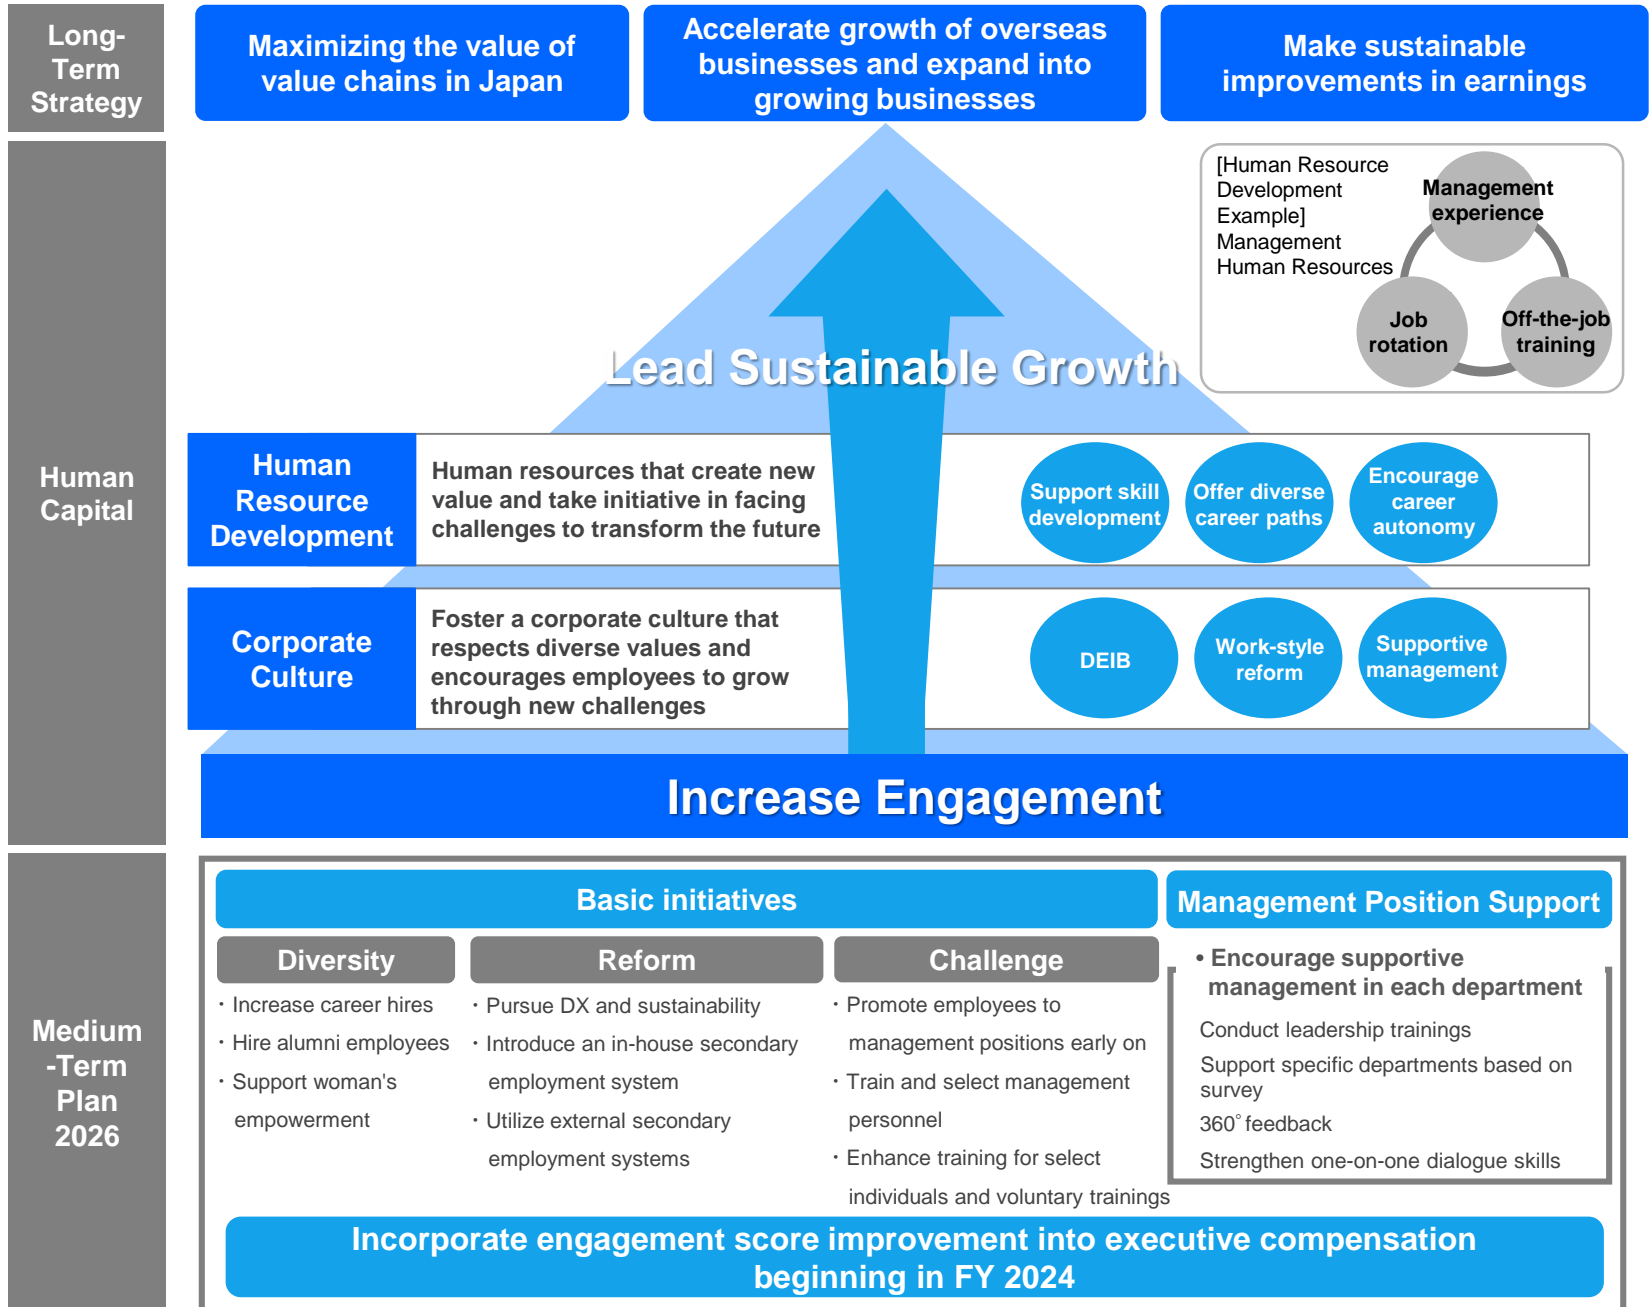 Long-
Term
Strategy
Maximizing the value of
value chains in Japan
Accelerate growth of overseas
businesses and expand into
growing businesses
Make sustainable
improvements in earnings
Human
Capital
[Human Resource
Development
Example]
Management
Human Resources
Management
experience
Job
rotation
Off-the-job
training
Lead Sustainable Growth
Human
Resource
Development
Human resources that create new
value and take initiative in facing
challenges to transform the future
Support skill
development
Offer diverse
career paths
Encourage
career
autonomy
Corporate
Culture
Foster a corporate culture that
respects diverse values and
encourages employees to grow
through new challenges
DEIB
Work-style
reform
Supportive
management
Increase Engagement
Medium
-Term
Plan
2026
Basic initiatives
Diversity
・Increase career hires
・Hire alumni employees
・Support woman's
empowerment
Reform
・Pursue DX and sustainability
・Introduce an in-house secondary
employment system
・Utilize external secondary
employment systems
Challenge
・Promote employees to
management positions early on
・Train and select management
personnel
・Enhance training for select
individuals and voluntary trainings
Management Position Support
• Encourage supportive
management in each department
Conduct leadership trainings
Support specific departments based on
survey
360° feedback
Strengthen one-on-one dialogue skills
Incorporate engagement score improvement into executive compensation
beginning in FY 2024